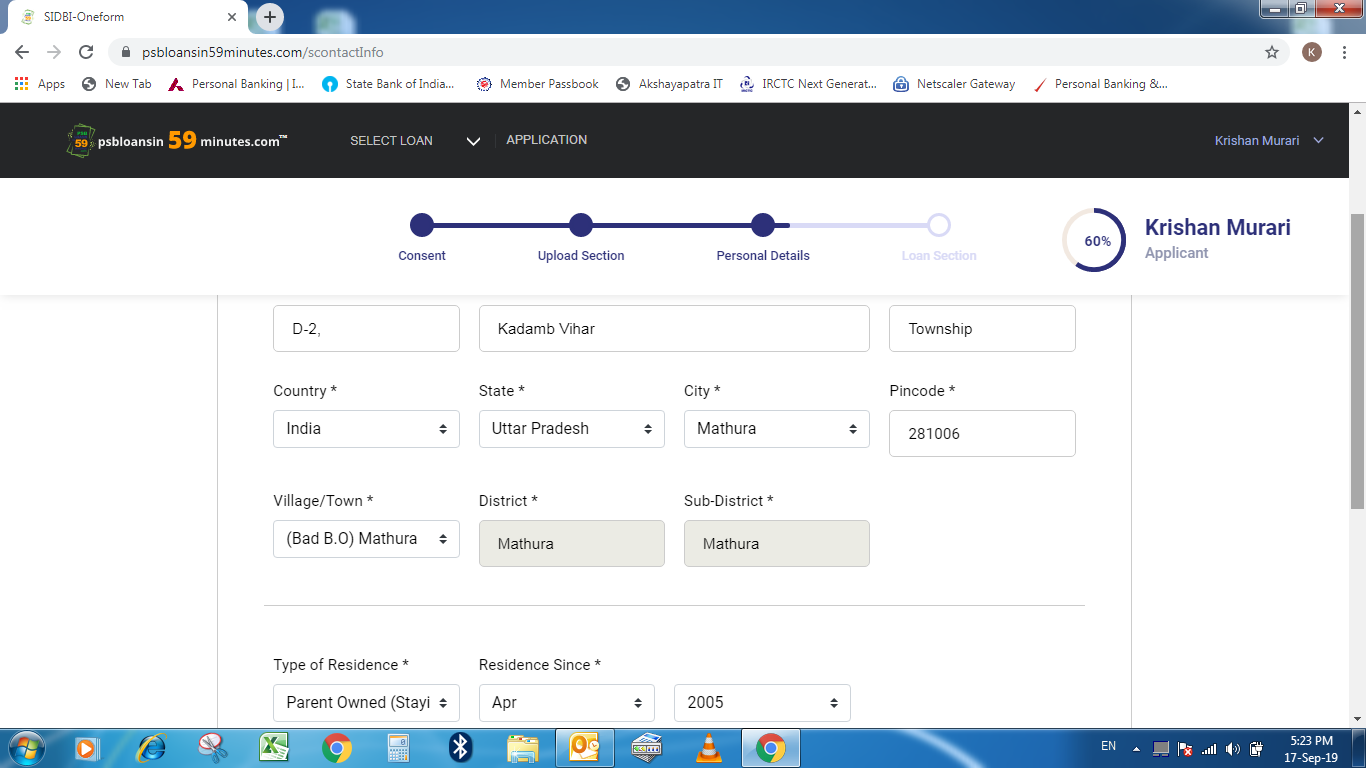 SIDBI-Oneform
psbloansin59minutes.com/scontactInfo
K
Apps New Tab Personal Banking | I... State Bank of India... Member Passbook Akshayapatra IT IRCTC Next Generat... Netscaler Gateway Personal Banking &...
psbloansin 59 minutes.com™ SELECT LOAN APPLICATION Krishan Murari
Consent Upload Section Personal Details Loan Section
60% Krishan Murari
Applicant
D-2, Kadamb Vihar Township
Country * State * City * Pincode *
India Uttar Pradesh Mathura 281006
Village/Town * District * Sub-District *
(Bad B.O) Mathura Mathura Mathura
Type of Residence * Residence Since *
Parent Owned (Stayi Apr 2005
EN 5:23 PM
17-Sep-19